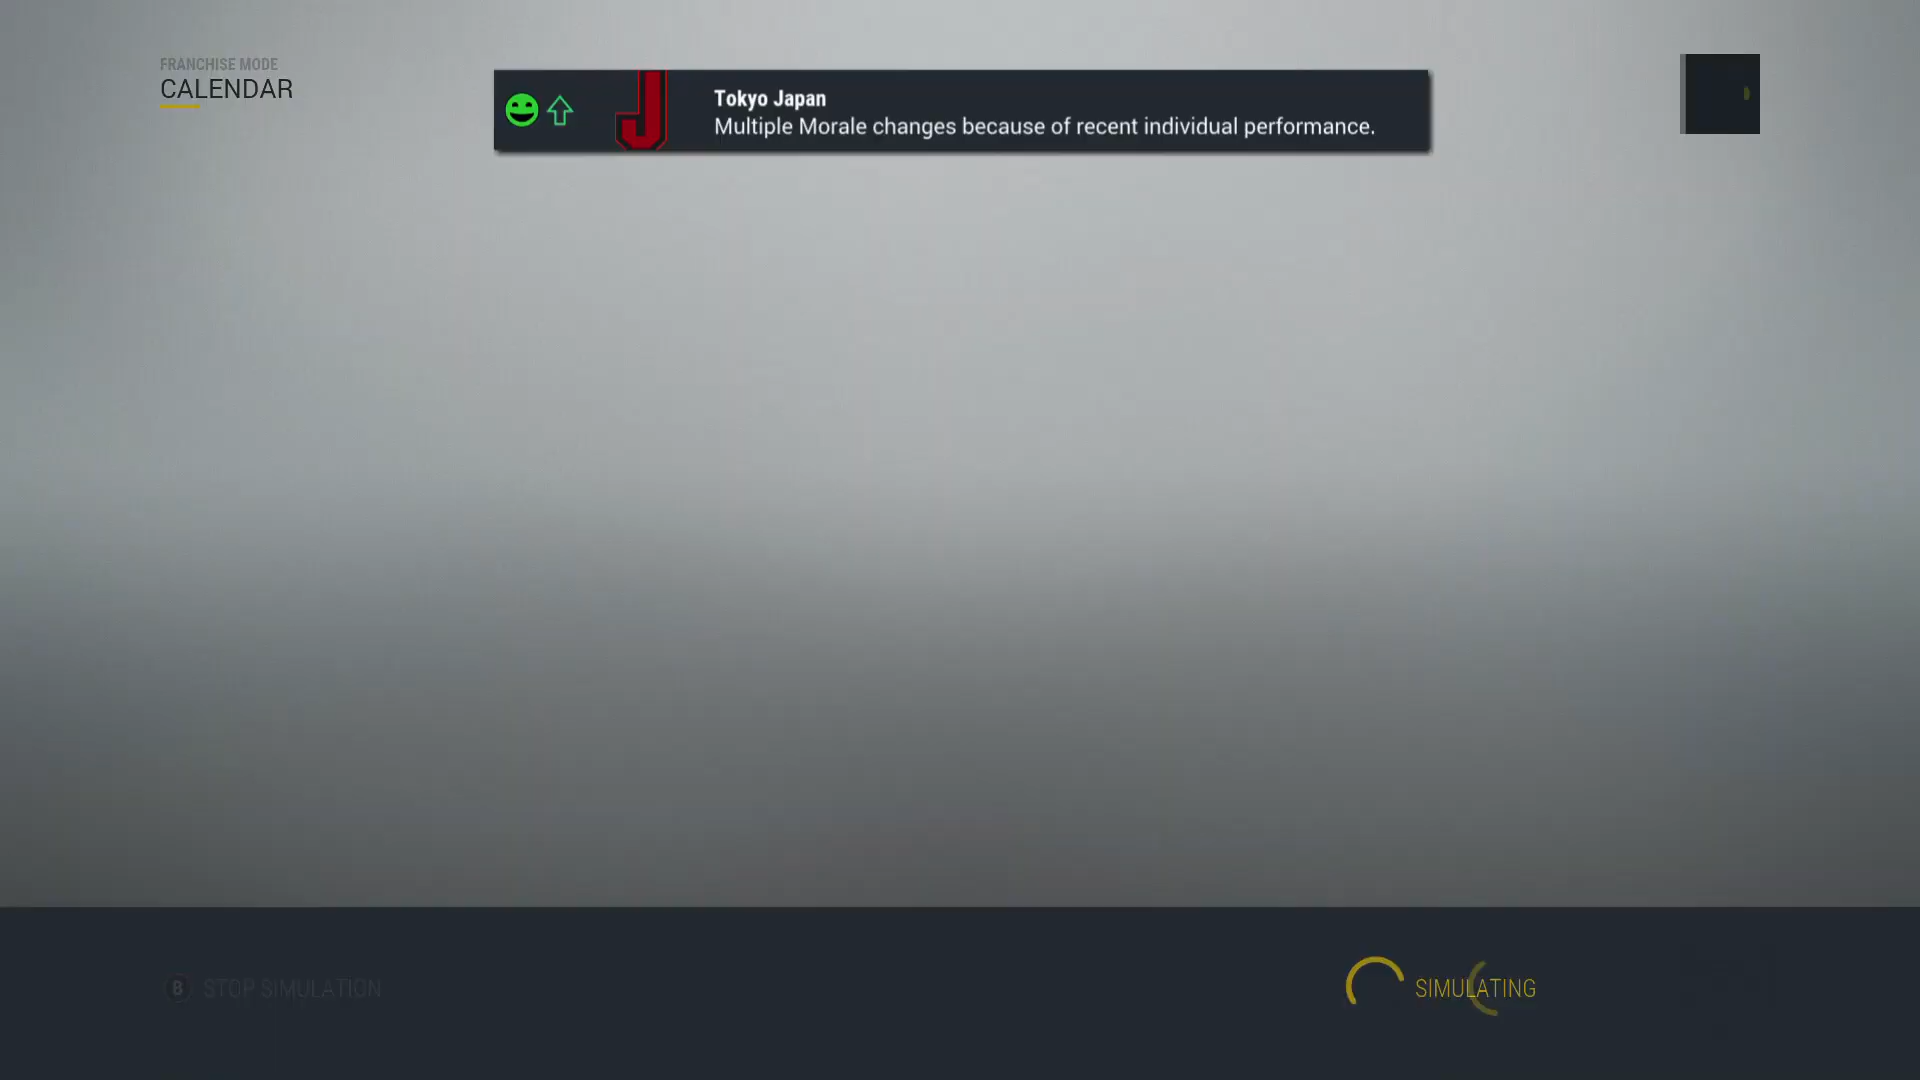 FRANCHISE MODE
CALENDAR
J
Tokyo Japan
Multiple Morale changes because of recent individual performance.
B STOP SIMULATION
SIMULATING